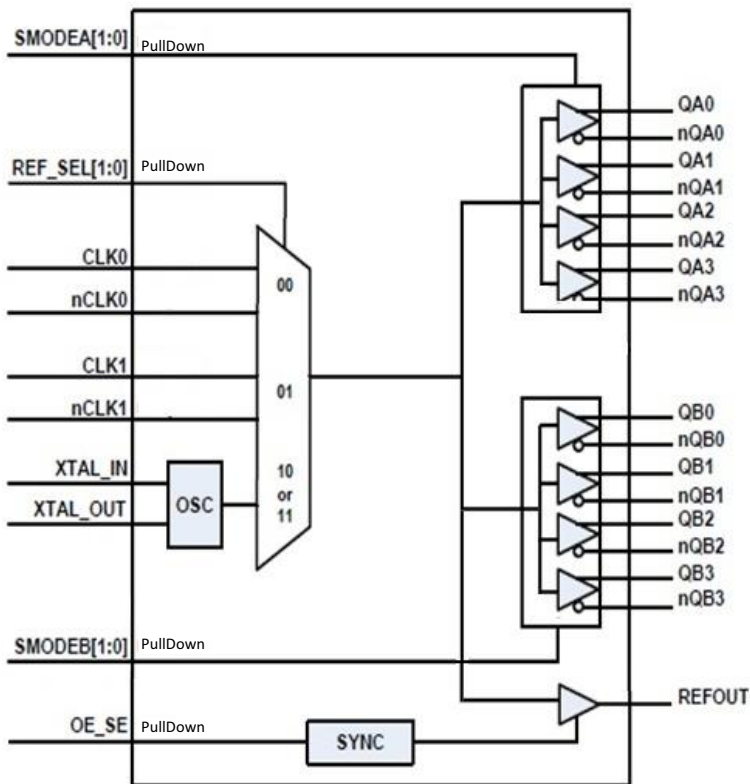 SMODEA[1:0] PullDown
QA0
nQA0
REF_SEL[1:0] PullDown
QA1
nQA1
QA2
nQA2
CLK0
QA3
00
nCLK0
nQA3
CLK1
01
nCLK1
QB0
nQB0
XTAL_IN
10
QB1
or
OSC
nQB1
XTAL_OUT
11
QB2
nQB2
QB3
nQB3
SMODEB[1:0] PullDown
REFOUT
OE_SE PullDown
SYNC